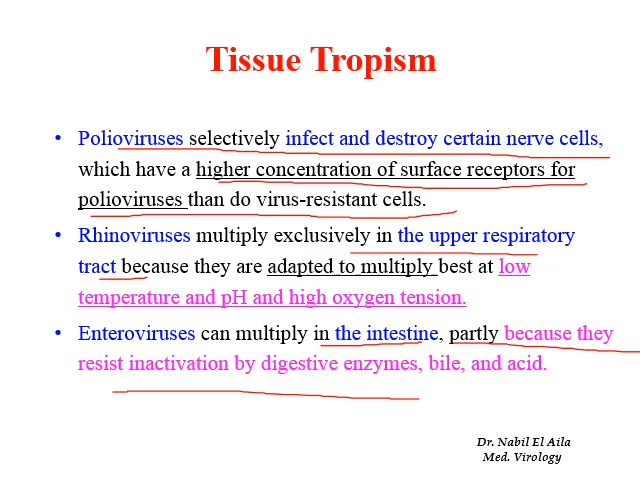 Tissue Tropism
• Polioviruses selectively infect and destroy certain nerve cells,
which have a higher concentration of surface receptors for
polioviruses than do virus-resistant cells.
• Rhinoviruses multiply exclusively in the upper respiratory
tract because they are adapted to multiply best at low
temperature and pH and high oxygen tension.
• Enteroviruses can multiply in the intestine, partly because they
resist inactivation by digestive enzymes, bile, and acid.
Dr. Nabil El Aila
Med. Virology